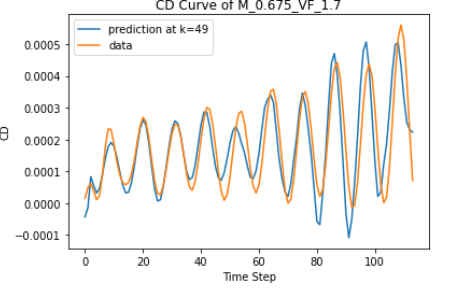 CD Curve of M_0.675_VF_1.7
prediction at k=49
data
0.0005
0.0004
0.0003
0.0002
0.0001
0.0000
−0.0001
CD
0 20 40 60 80 100
Time Step